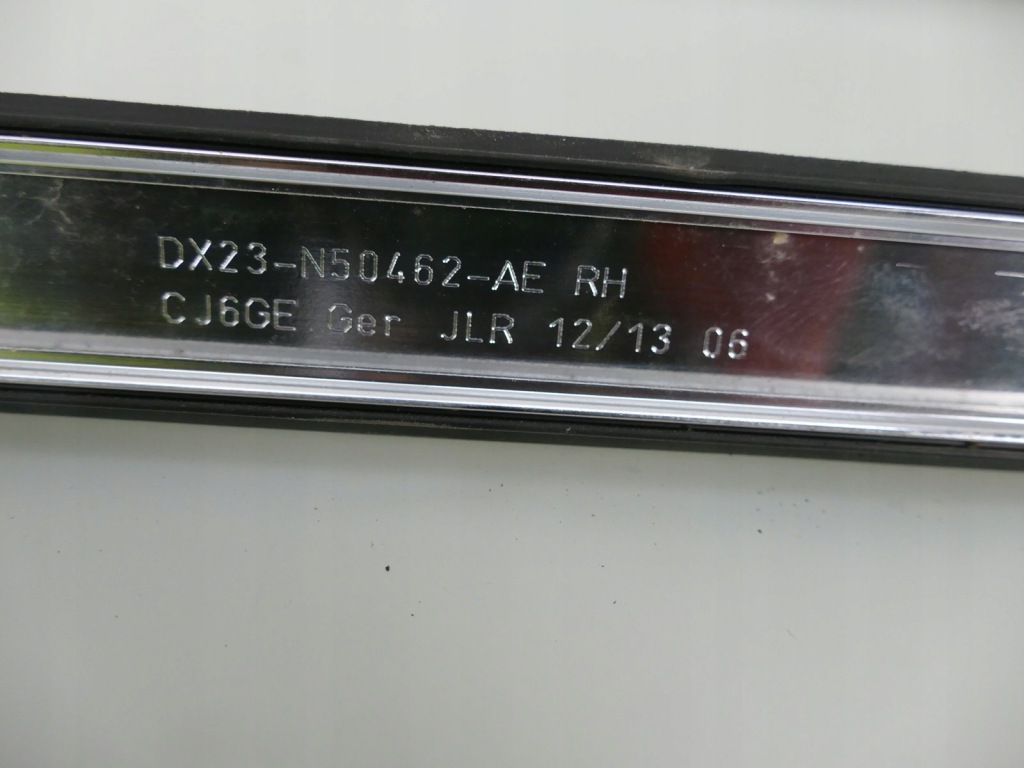 DX23-N50462-AE RH
CJ6GE Ger JLR 12/13 06